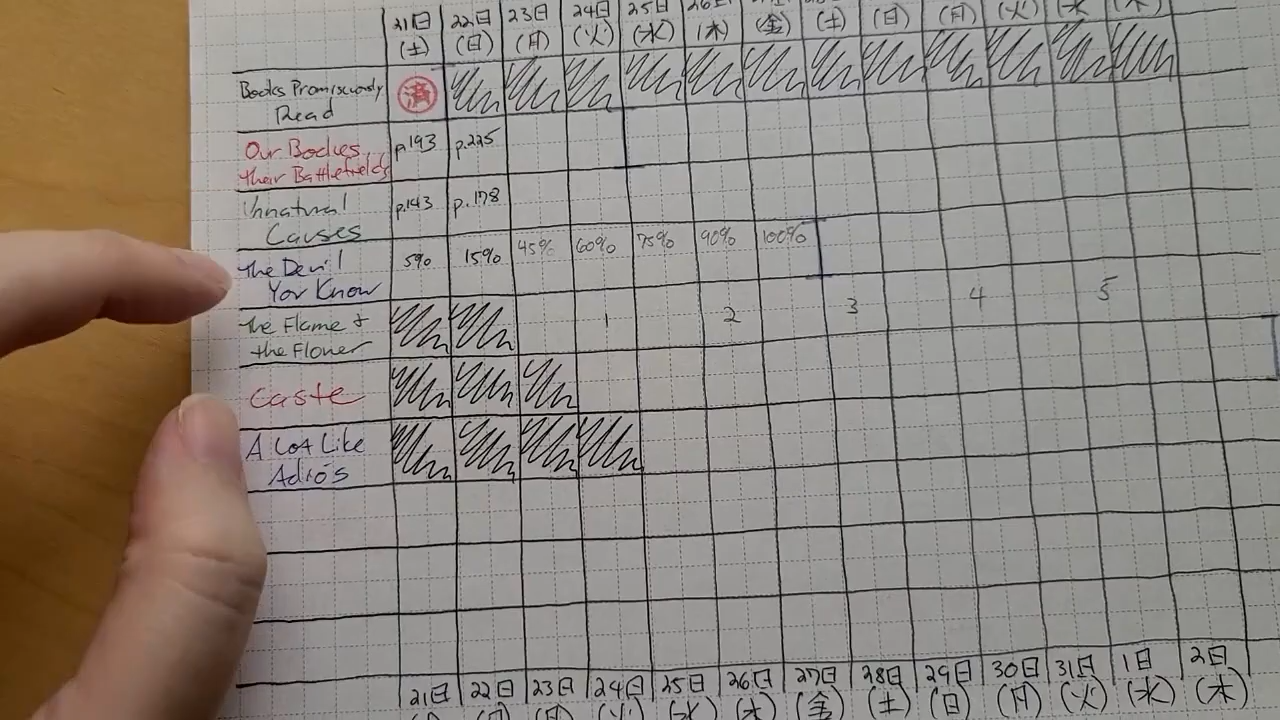 21日 22日 23日 24日 25日 26日
(土) (日) (月) (火) (水) (木) (金) (土) (日) (月) (火)
Books Promiscuously
Read
済
Our Bodies,
their Battlefields
p.193 p.225
Unnatural
Causes
p.143 p.178
The Devil
You Know
5% 15% 45% 60% 75% 90% 100%
The Flame +
the Flower
1 2 3 4 5
Caste
A Lot Like
Adiós
21日 22日 23日 24日 25日 26日 27日 28日 29日 30日 31日 1日 2日
(水) (木) (金) (土) (日) (月) (火) (水) (木)